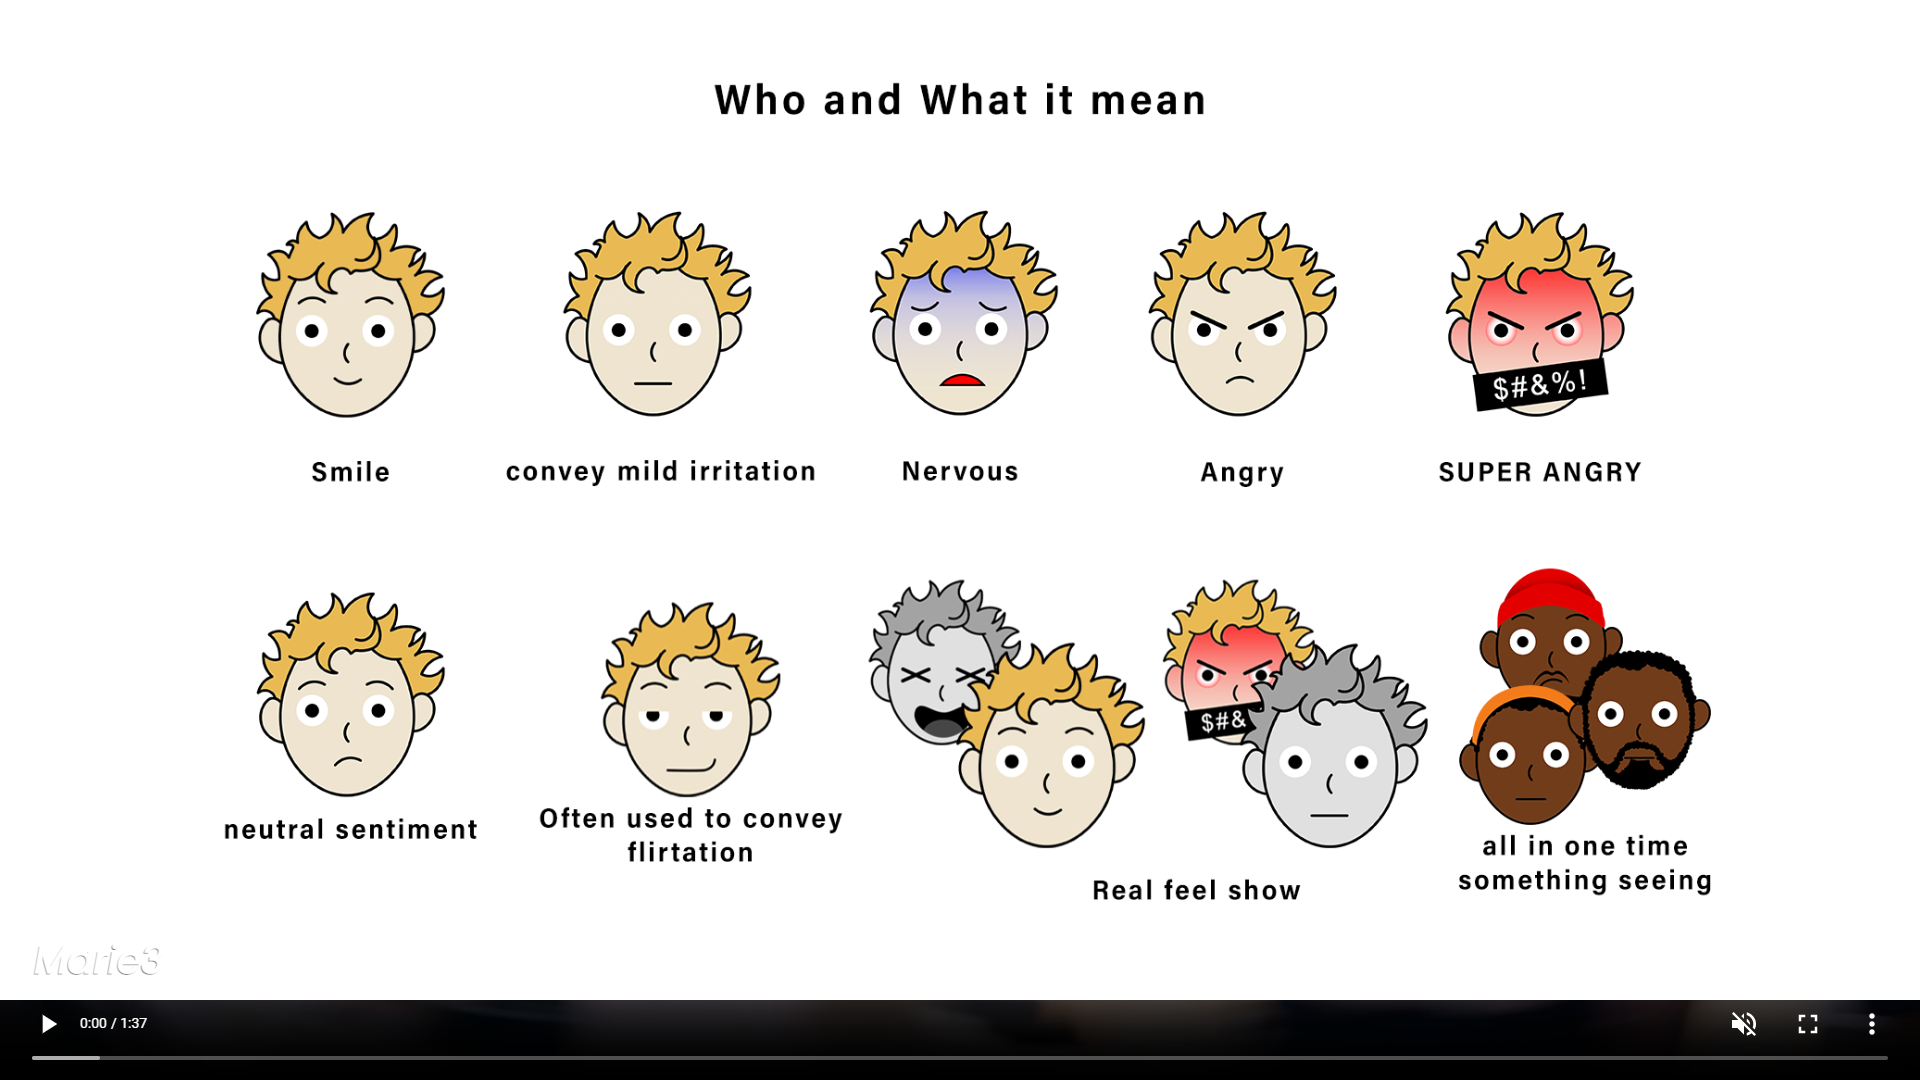 Who and What it mean
$#&%!
Smile
convey mild irritation
Nervous
Angry
SUPER ANGRY
$#&
neutral sentiment
Often used to convey
flirtation
Real feel show
all in one time
something seeing
Marie3
0:00 / 1:37